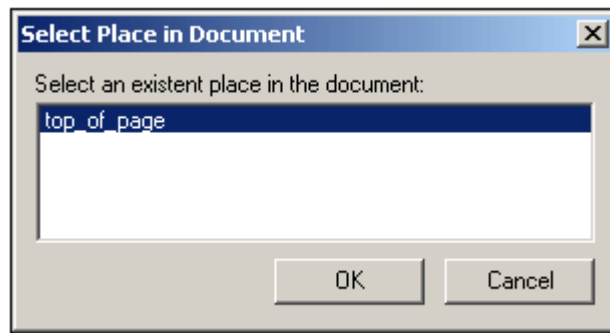 Select Place in Document
Select an existent place in the document:
top_of_page
OK Cancel